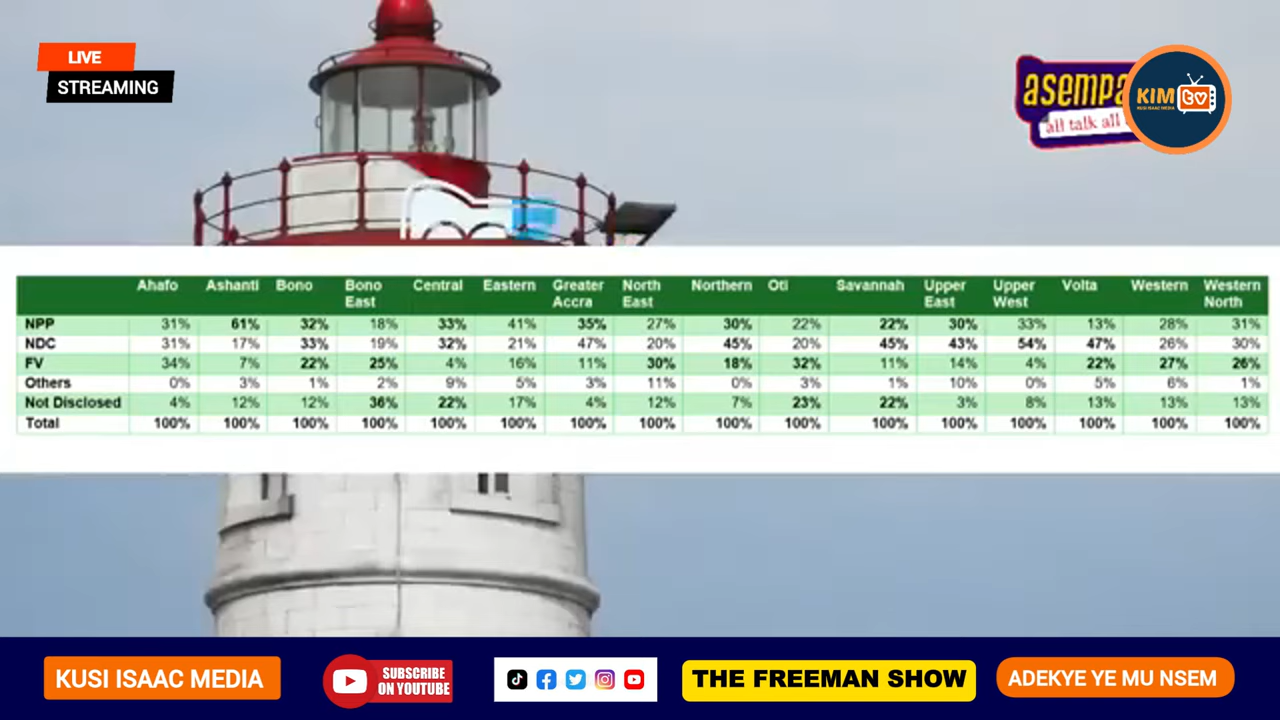 LIVE
STREAMING
asempa
all talk all
KIM tv
KUSI ISAAC MEDIA
Ahafo Ashanti Bono Bono East Central Eastern Greater Accra North East Northern Oti Savannah Upper East Upper West Volta Western Western North
NPP 31% 61% 32% 18% 33% 41% 35% 27% 30% 22% 22% 30% 33% 13% 28% 31%
NDC 31% 17% 33% 19% 32% 21% 47% 20% 45% 20% 45% 43% 54% 47% 26% 30%
FV 34% 7% 22% 25% 4% 16% 11% 30% 18% 32% 11% 14% 4% 22% 27% 26%
Others 0% 3% 1% 2% 9% 5% 3% 11% 0% 3% 1% 10% 0% 5% 6% 1%
Not Disclosed 4% 12% 12% 36% 22% 17% 4% 12% 7% 23% 22% 3% 8% 13% 13% 13%
Total 100% 100% 100% 100% 100% 100% 100% 100% 100% 100% 100% 100% 100% 100% 100% 100%
KUSI ISAAC MEDIA
SUBSCRIBE
ON YOUTUBE
THE FREEMAN SHOW
ADEKYE YE MU NSEM